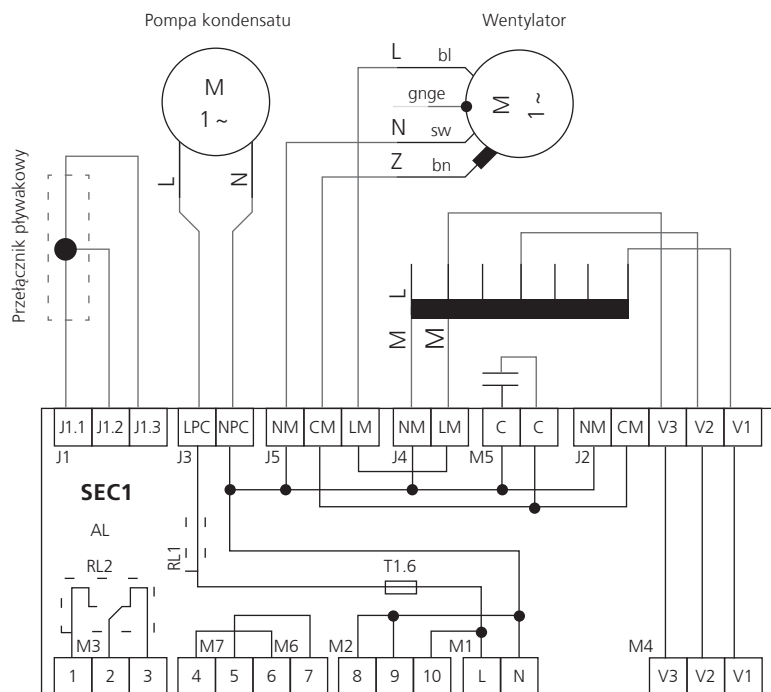 Pompa kondensatu
Wentylator
M
1 ~
L
N
L bl
gnge
N sw
Z bn
M
1 ~
Przełącznik pływakowy
L
M
M
J1.1 J1.2 J1.3 LPC NPC NM CM LM NM LM C C NM CM V3 V2 V1
J1 J3 J5 J4 M5 J2
SEC1
AL
RL2
RL1
T1.6
M3 M7 M6 M2 M1 M4
1 2 3 4 5 6 7 8 9 10 L N V3 V2 V1